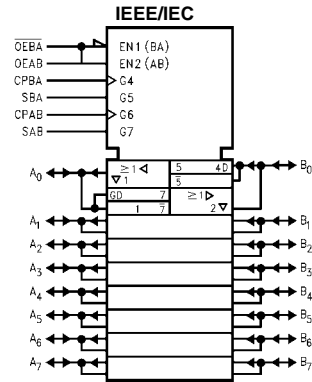 IEEE/IEC
OEBA EN1 (BA)
OEAB EN2 (AB)
CPBA G4
SBA G5
CPAB G6
SAB G7
A0 ≥1 ▽1 5 4D B0
5
GD 7 ≥1
1 7 2▽
A1 B1
A2 B2
A3 B3
A4 B4
A5 B5
A6 B6
A7 B7